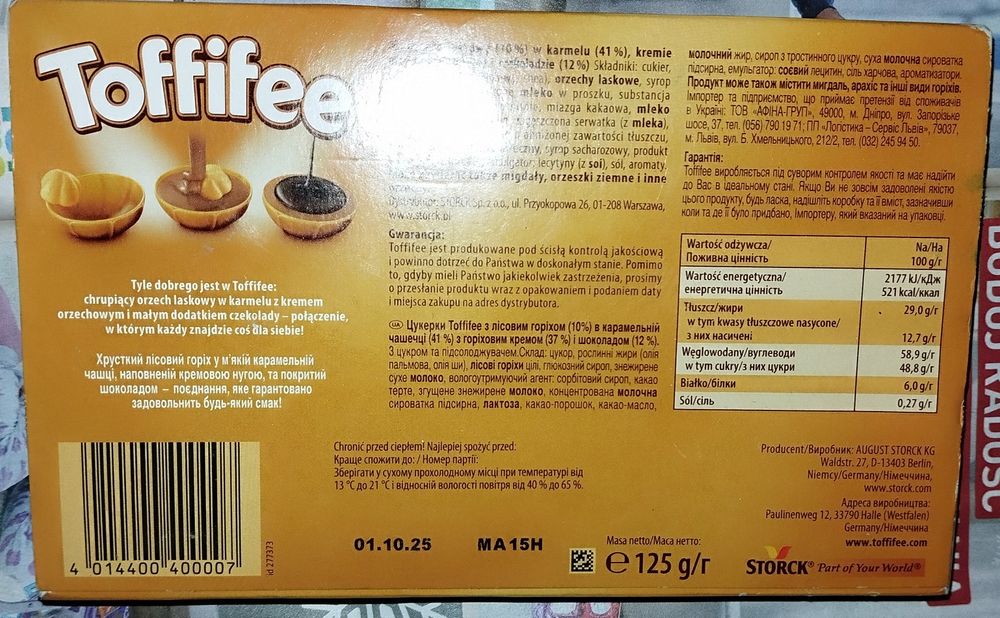 Toffifee
(10%) w karmelu (41 %), kremie
(12 %) Składniki: cukier,
orzechy laskowe, syrop
mleko w proszku, substancja
miazga kakaowa, mleko
serwatka (z mleka),
zawartości tłuszczu,
syrop sacharozowy, produkt
lecytyny (z soi), sól, aromaty.
także migdały, orzeszki ziemne i inne
Dystrybutor: STORCK Sp. z o.o., ul. Przyokopowa 26, 01-208 Warszawa,
www.storck.pl
Gwarancja:
Toffifee jest produkowane pod ścisłą kontrolą jakościową
i powinno dotrzeć do Państwa w doskonałym stanie. Pomimo
to, gdyby mieli Państwo jakiekolwiek zastrzeżenia, prosimy
o przesłanie produktu wraz z opakowaniem i podaniem daty
i miejsca zakupu na adres dystrybutora.
UA Цукерки Toffifee з лісовим горіхом (10%) в карамельній
чашечці (41 %) з горіховим кремом (37 %) і шоколадом (12 %).
З цукром та підсолоджувачем.Склад: цукор, рослинні жири (олія
пальмова, олія ши), лісові горіхи цілі, глюкозний сироп, знежирене
сухе молоко, вологоутримуючий агент: сорбітовий сироп, какао
терте, згущене знежирене молоко, концентрована молочна
сироватка підсирна, лактоза, какао-порошок, какао-масло,
молочний жир, сироп з тростинного цукру, суха молочна сироватка
підсирна, емульгатор: соєвий лецитин, сіль харчова, ароматизатори.
Продукт може також містити мигдаль, арахіс та інші види горіхів.
Імпортер та підприємство, що приймає претензії від споживачів
в Україні: ТОВ «АФІНА-ГРУП», 49000, м. Дніпро, вул. Запорізьке
шосе, 37, тел. (056) 790 19 71; ПП «Логістика – Сервіс Львів», 79037,
м. Львів, вул. Б. Хмельницького, 212/2, тел. (032) 245 94 50.
Гарантія:
Toffifee виробляється під суворим контролем якості та має надійти
до Вас в ідеальному стані. Якщо Ви не зовсім задоволені якістю
цього продукту, будь ласка, надішліть коробку та її вміст, зазначивши
коли та де її було придбано, Імпортеру, який вказаний на упаковці.
Wartość odżywcza/ Na/На
Поживна цінність 100 g/г
Wartość energetyczna/ 2177 kJ/кДж
енергетична цінність 521 kcal/ккал
Tłuszcz/жири 29,0 g/г
w tym kwasy tłuszczowe nasycone/
з них насичені 12,7 g/г
Węglowodany/вуглеводи 58,9 g/г
w tym cukry/з них цукри 48,8 g/г
Białko/білки 6,0 g/г
Sól/сіль 0,27 g/г
Tyle dobrego jest w Toffifee:
chrupiący orzech laskowy w karmelu z kremem
orzechowym i małym dodatkiem czekolady – połączenie,
w którym każdy znajdzie coś dla siebie!
Хрусткий лісовий горіх у м'якій карамельній
чашці, наповненій кремовою нугою, та покритий
шоколадом – поєднання, яке гарантовано
задовольнить будь-який смак!
4 014400 400007
id 277373
Chronić przed ciepłem! Najlepiej spożyć przed:
Краще спожити до: / Номер партії:
Зберігати у сухому прохолодному місці при температурі від
13 °C до 21 °C і відносній вологості повітря від 40 % до 65 %.
01.10.25 MA15H
Masa netto/Маса нетто:
e 125 g/г
Producent/Виробник: AUGUST STORCK KG
Waldstr. 27, D-13403 Berlin,
Niemcy/Germany/Німеччина,
www.storck.com
Адреса виробництва:
Paulinenweg 12, 33790 Halle (Westfalen)
Germany/Німеччина
www.toffifee.com
STORCK® Part of Your World®
RADOŚĆ